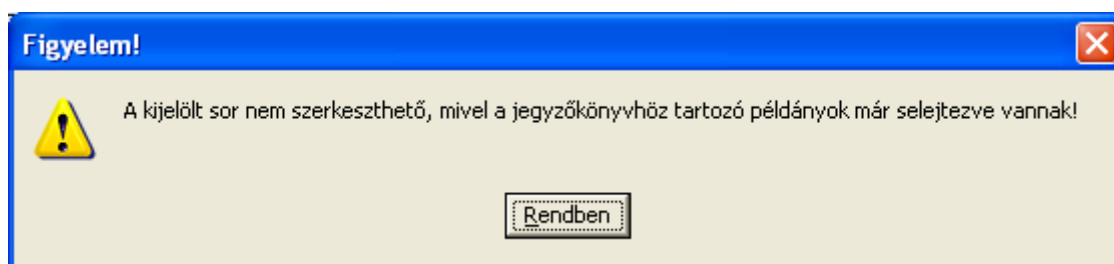 Figyelem!
A kijelölt sor nem szerkeszthető, mivel a jegyzőkönyvhöz tartozó példányok már selejtezve vannak!
Rendben